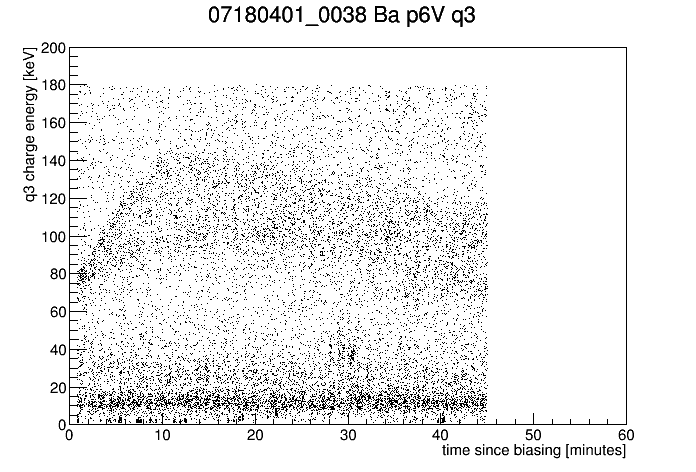 07180401_0038 Ba p6V q3
q3 charge energy [keV]
200
180
160
140
120
100
80
60
40
20
0
0 10 20 30 40 50 60
time since biasing [minutes]